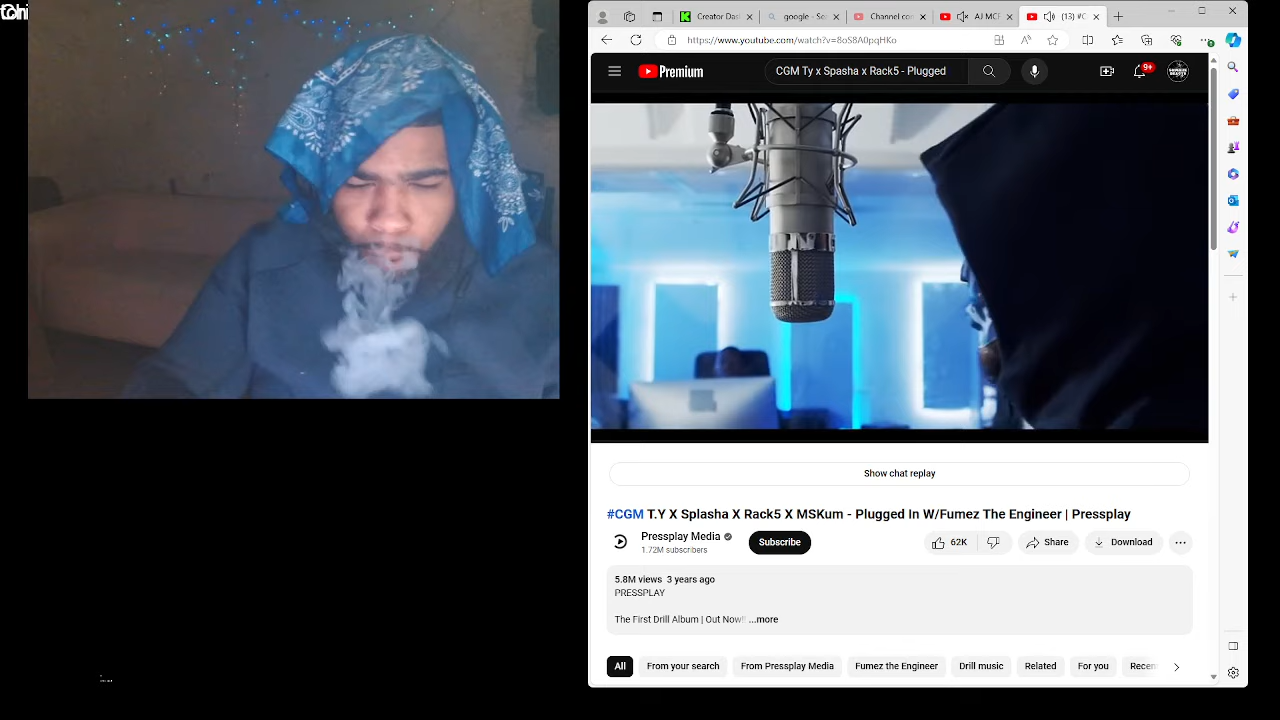 Creator Da
google - Se
Channel con
AJ MCF
(13) #C
https://www.youtube.com/watch?v=8oS8A0pqHKo
Premium
CGM Ty x Spasha x Rack5 - Plugged
9+
Show chat replay
#CGM T.Y X Splasha X Rack5 X MSKum - Plugged In W/Fumez The Engineer | Pressplay
Pressplay Media
1.72M subscribers
Subscribe
62K
Share
Download
5.8M views 3 years ago
PRESSPLAY
The First Drill Album | Out Now!! ...more
All
From your search
From Pressplay Media
Fumez the Engineer
Drill music
Related
For you
Recen